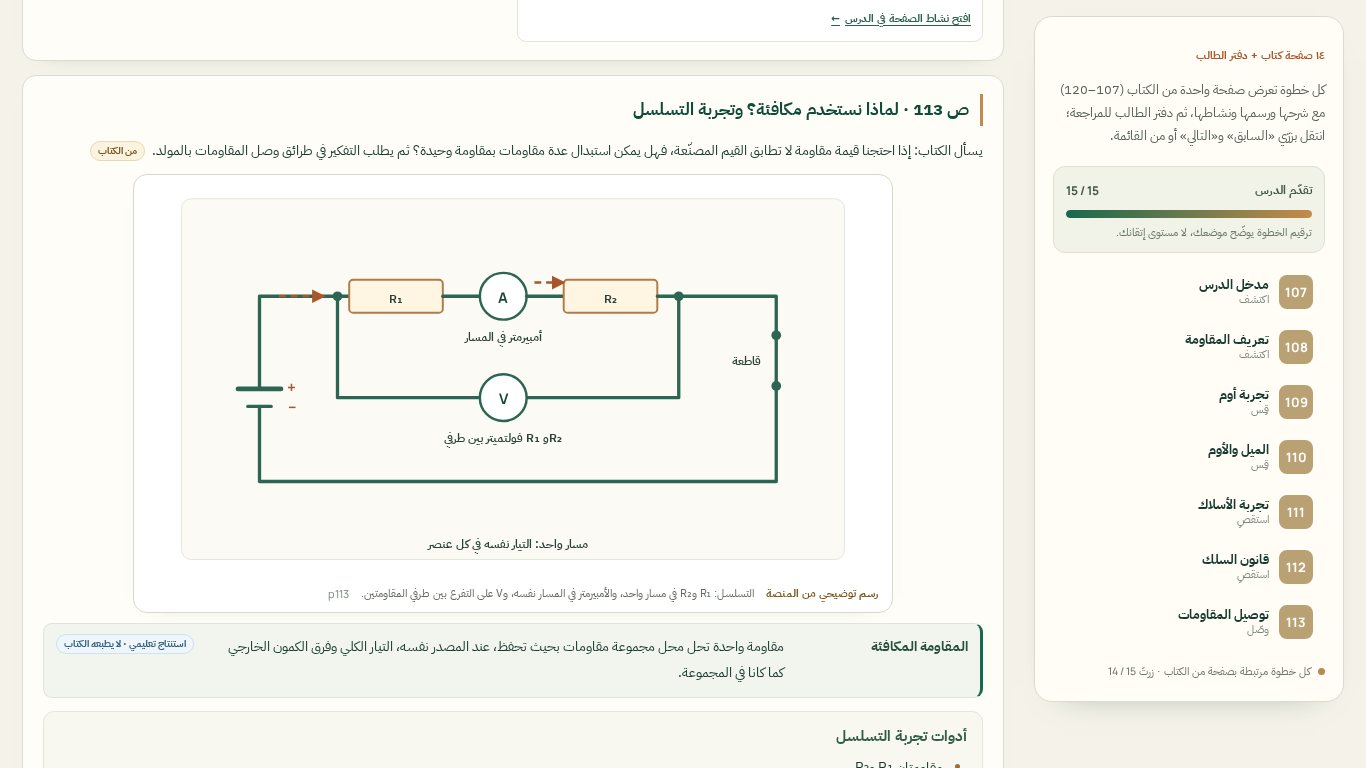 ١٤ صفحة كتاب + دفتر الطالب
كل خطوة تعرض صفحة واحدة من الكتاب (107–120)
مع شرحها ورسمها ونشاطها، ثم دفتر الطالب للمراجعة؛
انتقل بزرّي «السابق» و«التالي» أو من القائمة.
تقدّم الدرس
15 / 15
ترقيم الخطوة يوضّح موضعك، لا مستوى إتقانك.
107
مدخل الدرس
اكتشف
108
تعريف المقاومة
اكتشف
109
تجربة أوم
قِس
110
الميل والأوم
قِس
111
تجربة الأسلاك
استقصِ
112
قانون السلك
استقصِ
113
توصيل المقاومات
وصّل
كل خطوة مرتبطة بصفحة من الكتاب · زرتَ 15 / 14
افتح نشاط الصفحة في الدرس ←
ص 113 · لماذا نستخدم مكافئة؟ وتجربة التسلسل
يسأل الكتاب: إذا احتجنا قيمة مقاومة لا تطابق القيم المصنّعة، فهل يمكن استبدال عدة مقاومات بمقاومة وحيدة؟ ثم يطلب التفكير في طرائق وصل المقاومات بالمولد.
من الكتاب
R₁
A
R₂
أمبيرمتر في المسار
قاطعة
+
−
V
R₂و R₁ فولتميتر بين طرفي
مسار واحد: التيار نفسه في كل عنصر
رسم توضيحي من المنصة
التسلسل: R₁ وR₂ في مسار واحد، والأمبيرمتر في المسار نفسه، وV على التفرع بين طرفي المقاومتين.
p113
المقاومة المكافئة
مقاومة واحدة تحل محل مجموعة مقاومات بحيث تحفظ، عند المصدر نفسه، التيار الكلي وفرق الكمون الخارجي
كما كانا في المجموعة.
استنتاج تعليمي · لا يطبعه الكتاب
أدوات تجربة التسلسل
مقاومتان R₁ وR₂